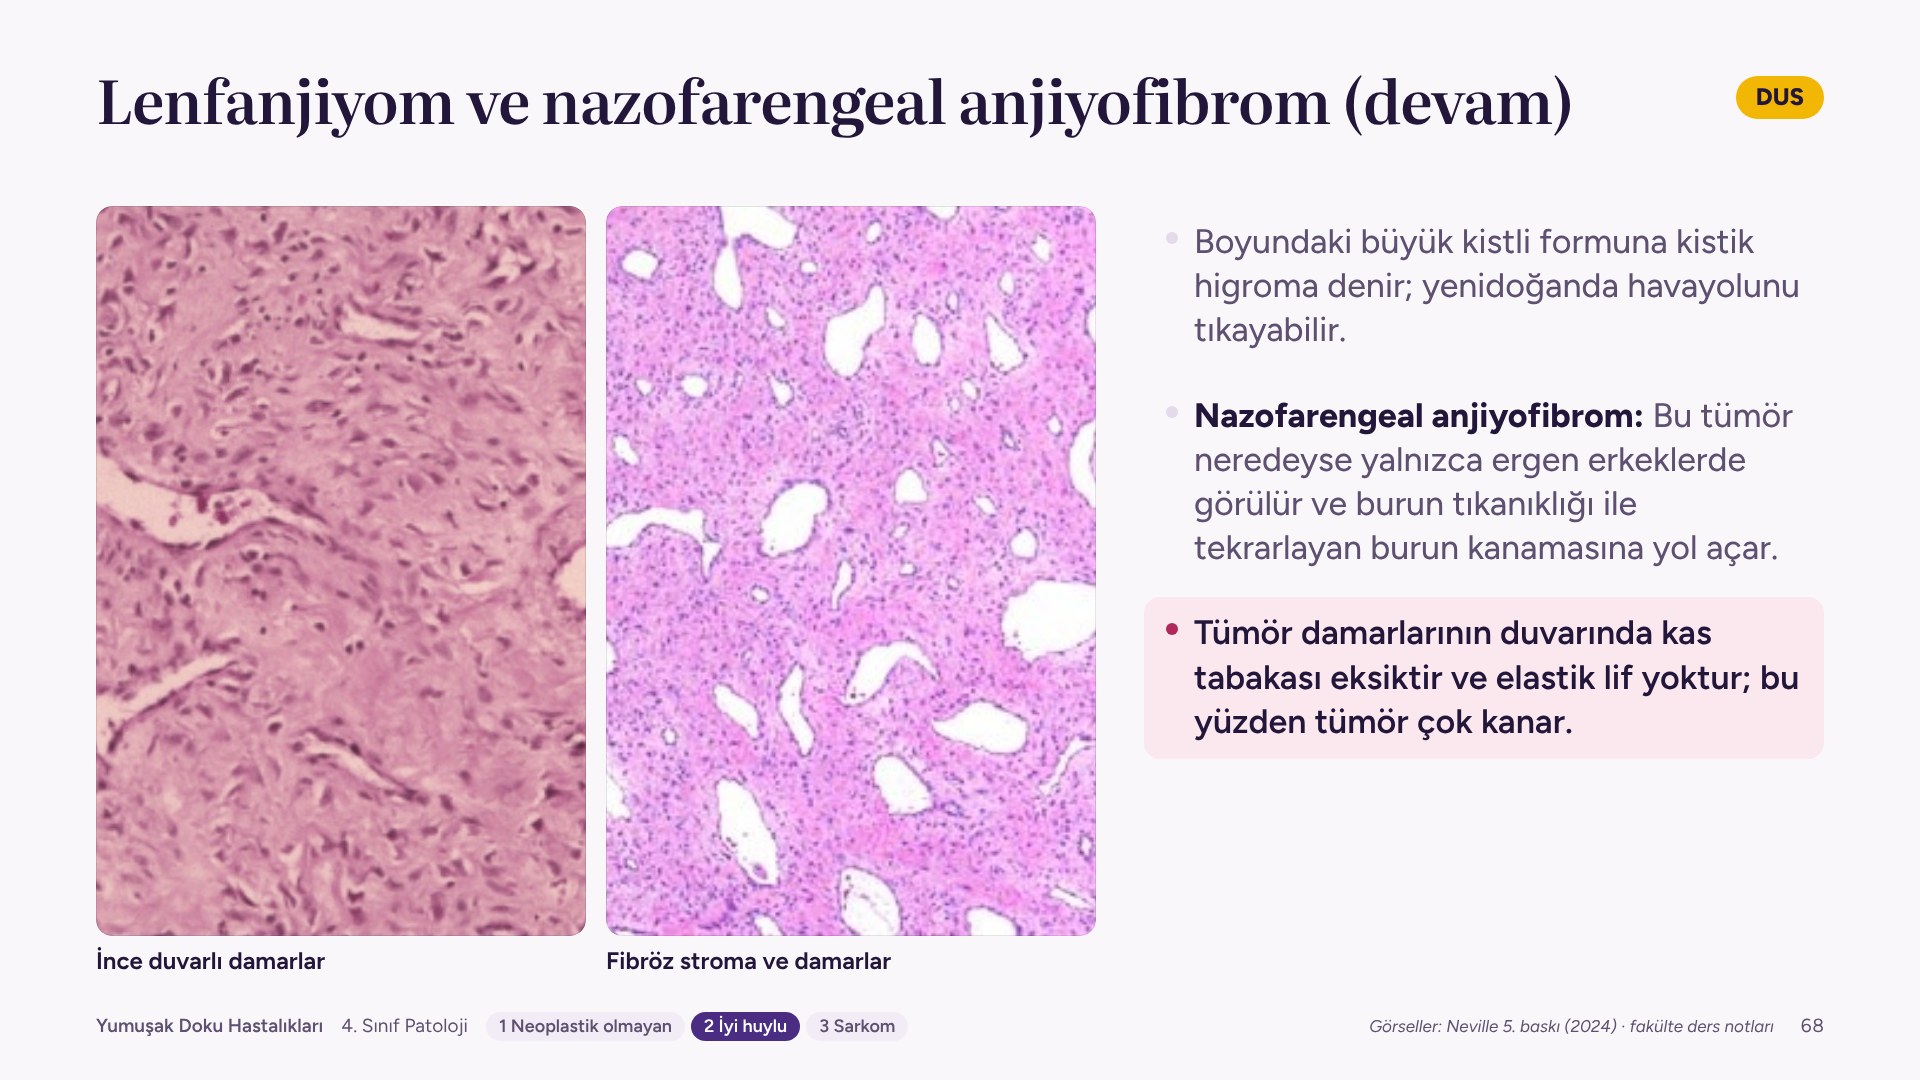 Lenfanjiyom ve nazofarengeal anjiyofibrom (devam)
DUS
Boyundaki büyük kistli formuna kistik
higroma denir; yenidoğanda havayolunu
tıkayabilir.
Nazofarengeal anjiyofibrom: Bu tümör
neredeyse yalnızca ergen erkeklerde
görülür ve burun tıkanıklığı ile
tekrarlayan burun kanamasına yol açar.
Tümör damarlarının duvarında kas
tabakası eksiktir ve elastik lif yoktur; bu
yüzden tümör çok kanar.
İnce duvarlı damarlar
Fibröz stroma ve damarlar
Yumuşak Doku Hastalıkları 4. Sınıf Patoloji 1 Neoplastik olmayan 2 İyi huylu 3 Sarkom
Görseller: Neville 5. baskı (2024) · fakülte ders notları 68